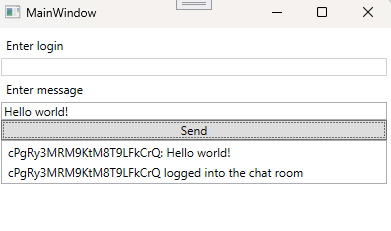 MainWindow
Enter login
Enter message
Hello world!
Send
cPgRy3MRM9KtM8T9LFkCrQ: Hello world!
cPgRy3MRM9KtM8T9LFkCrQ logged into the chat room